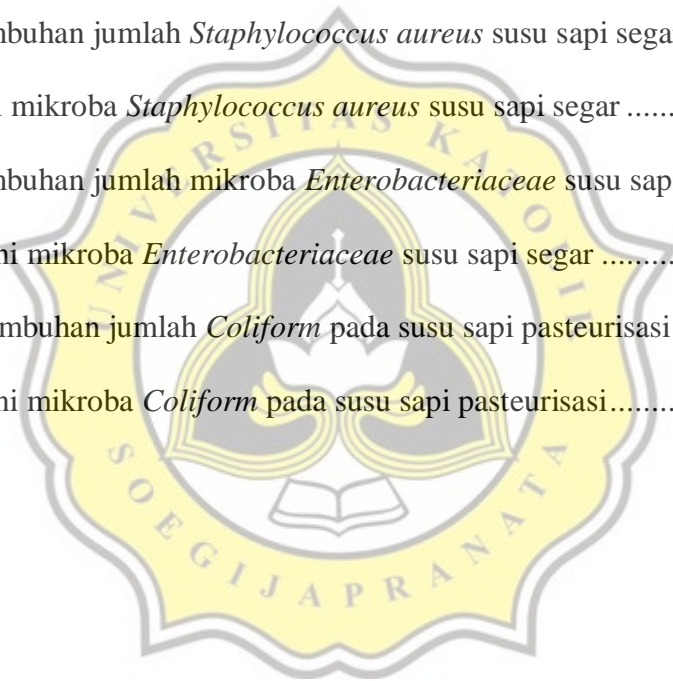 mbuhan jumlah Staphylococcus aureus susu sapi segar
i mikroba Staphylococcus aureus susu sapi segar ......
mbuhan jumlah mikroba Enterobacteriaceae susu sap
ni mikroba Enterobacteriaceae susu sapi segar .........
mbuhan jumlah Coliform pada susu sapi pasteurisasi
ni mikroba Coliform pada susu sapi pasteurisasi........
UNIVERSITAS KATOLIK
SOEGIJAPRANATA